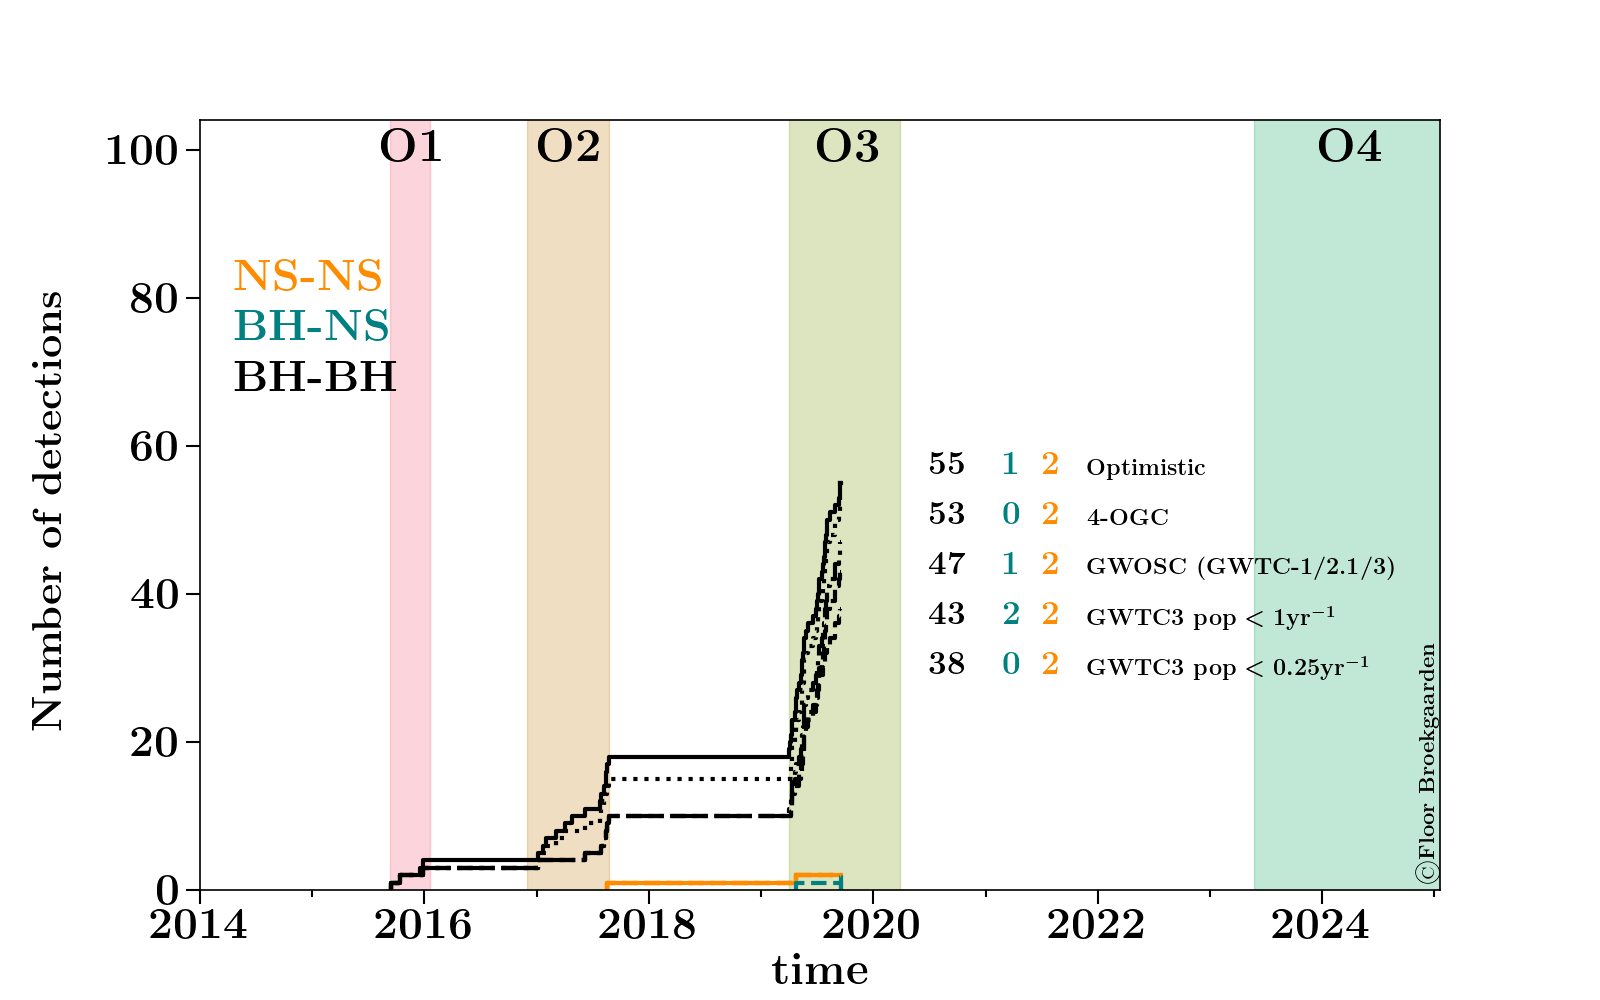 O1 O2 O3 O4
100
80
60
40
20
0
Number of detections
NS-NS
BH-NS
BH-BH
55 1 2 Optimistic
53 0 2 4-OGC
47 1 2 GWOSC (GWTC-1/2.1/3)
43 2 2 GWTC3 pop < 1yr⁻¹
38 0 2 GWTC3 pop < 0.25yr⁻¹
©Floor Broekgaarden
2014 2016 2018 2020 2022 2024
time